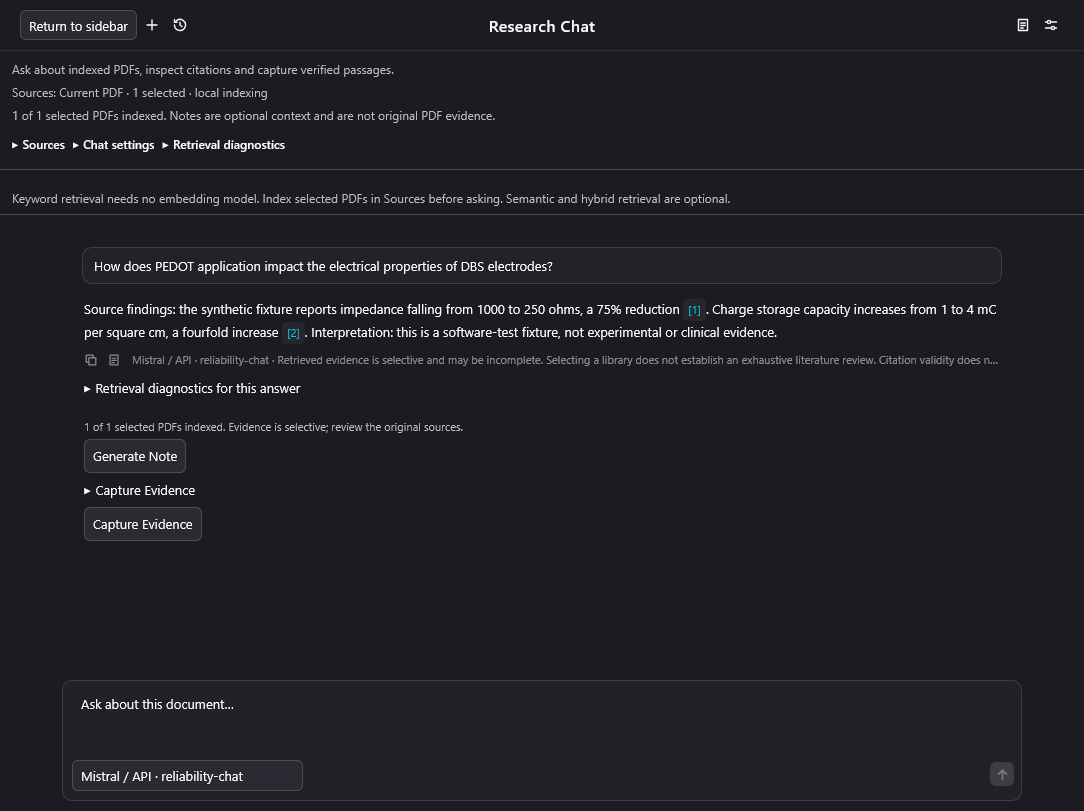 Return to sidebar
Research Chat
Ask about indexed PDFs, inspect citations and capture verified passages.
Sources: Current PDF · 1 selected · local indexing
1 of 1 selected PDFs indexed. Notes are optional context and are not original PDF evidence.
Sources Chat settings Retrieval diagnostics
Keyword retrieval needs no embedding model. Index selected PDFs in Sources before asking. Semantic and hybrid retrieval are optional.
How does PEDOT application impact the electrical properties of DBS electrodes?
Source findings: the synthetic fixture reports impedance falling from 1000 to 250 ohms, a 75% reduction [1]. Charge storage capacity increases from 1 to 4 mC
per square cm, a fourfold increase [2]. Interpretation: this is a software-test fixture, not experimental or clinical evidence.
Mistral / API · reliability-chat · Retrieved evidence is selective and may be incomplete. Selecting a library does not establish an exhaustive literature review. Citation validity does n...
Retrieval diagnostics for this answer
1 of 1 selected PDFs indexed. Evidence is selective; review the original sources.
Generate Note
Capture Evidence
Capture Evidence
Ask about this document...
Mistral / API · reliability-chat